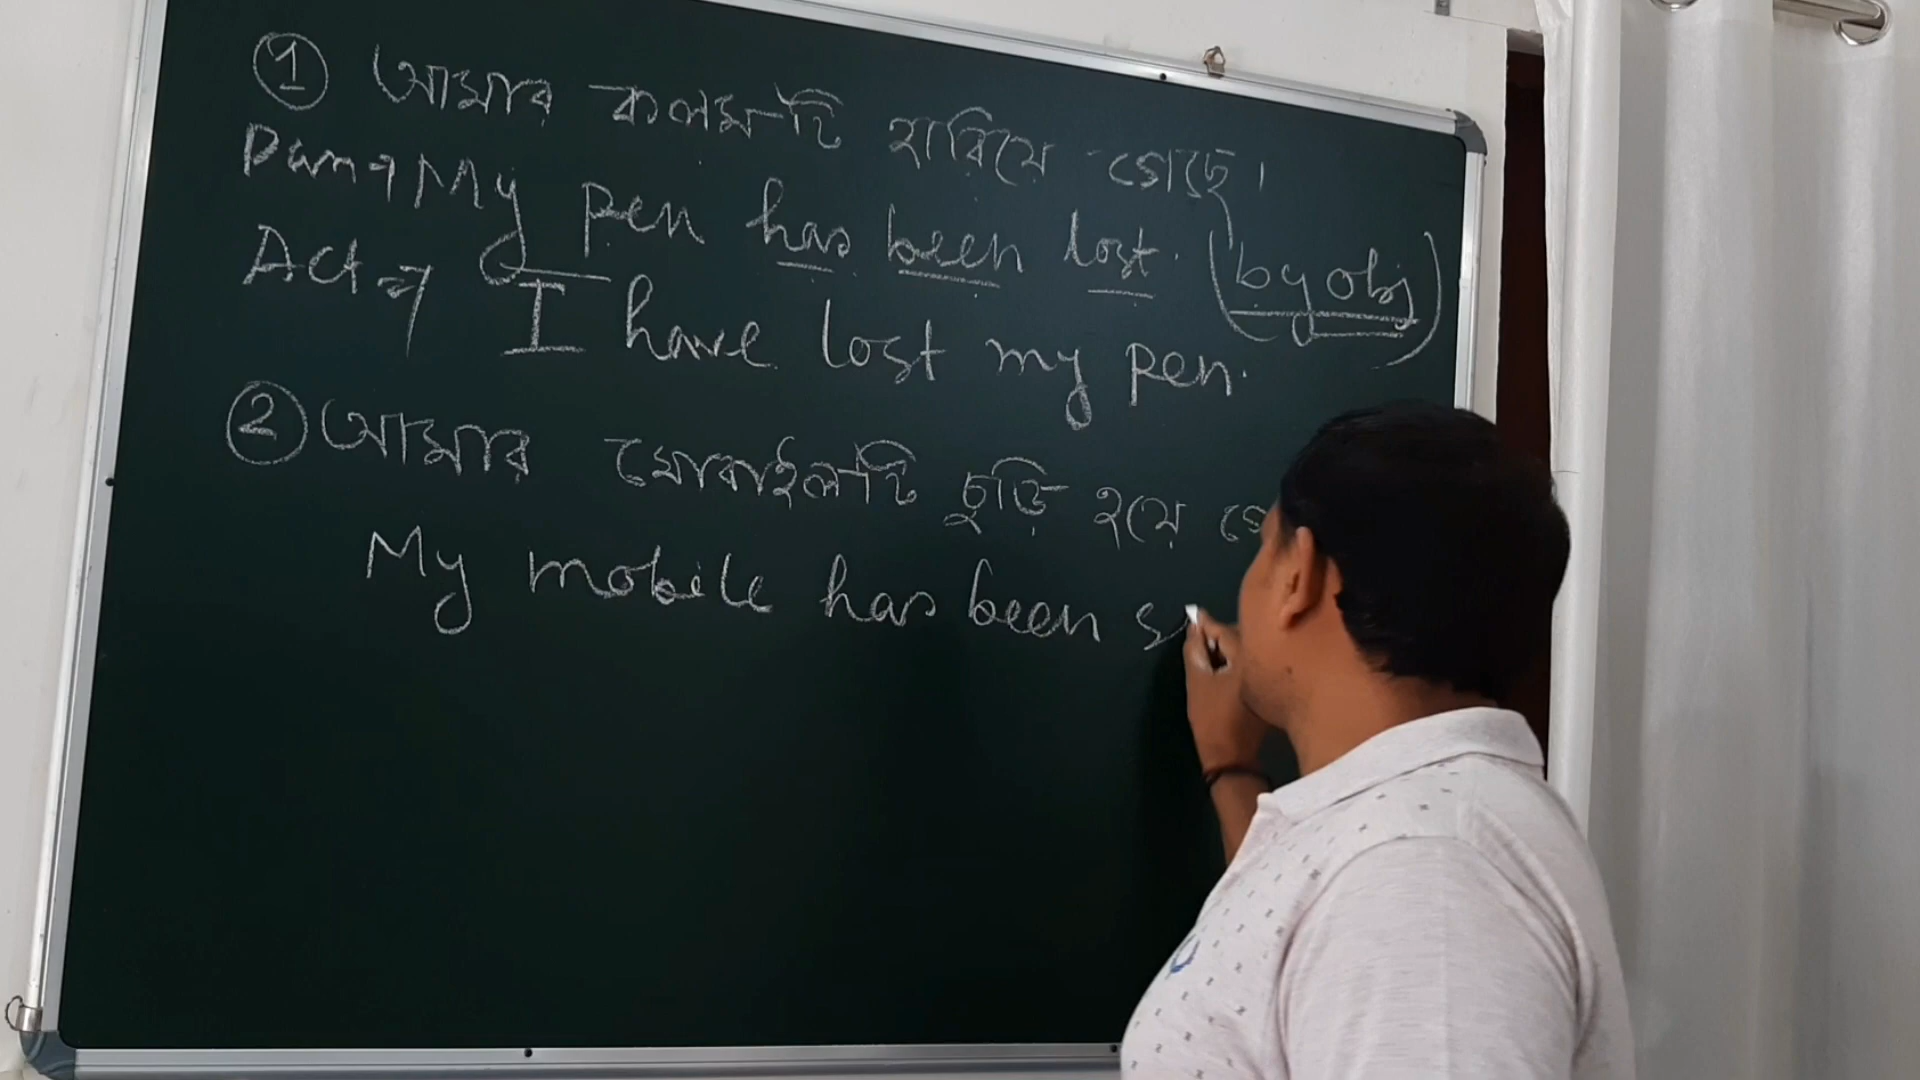 ① আমার কলমটি হারিয়ে গেছে।
Pam→ My pen has been lost. (by obj)
Act→ I have lost my pen.
② আমার মোবাইলটি চুড়ি হয়ে
My mobile has been